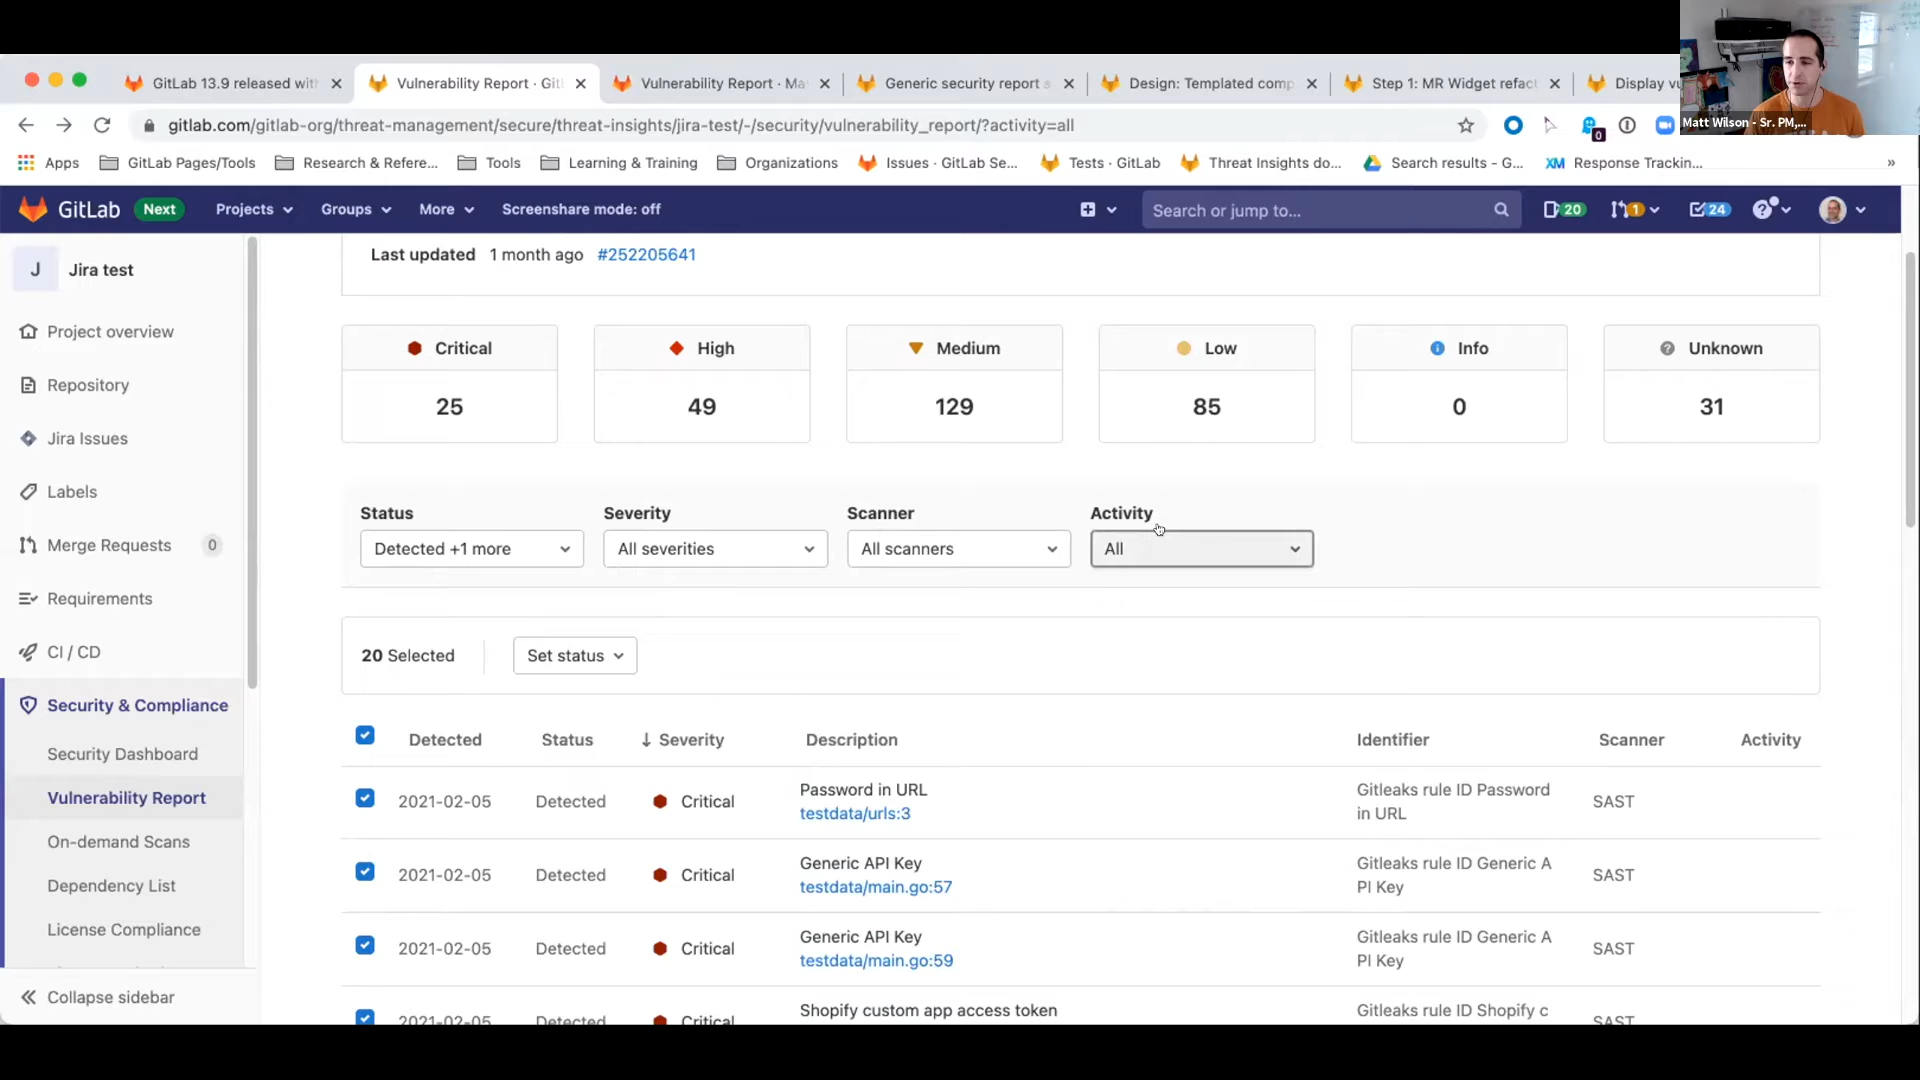 GitLab 13.9 released wit
Vulnerability Report · Git
Vulnerability Report · Ma
Generic security report s
Design: Templated comp
Step 1: MR Widget refac
Display vu
Matt Wilson - Sr. PM,...
gitlab.com/gitlab-org/threat-management/secure/threat-insights/jira-test/-/security/vulnerability_report/?activity=all
0
Apps
GitLab Pages/Tools
Research & Refere...
Tools
Learning & Training
Organizations
Issues · GitLab Se...
Tests · GitLab
Threat Insights do...
Search results - G...
XM
Response Trackin...
»
GitLab
Next
Projects
Groups
More
Screenshare mode: off
Search or jump to...
20
1
24
J
Jira test
Project overview
Repository
Jira Issues
Labels
Merge Requests
0
Requirements
CI / CD
Security & Compliance
Security Dashboard
Vulnerability Report
On-demand Scans
Dependency List
License Compliance
Collapse sidebar
Last updated 1 month ago #252205641
Critical
25
High
49
Medium
129
Low
85
Info
0
Unknown
31
Status
Detected +1 more
Severity
All severities
Scanner
All scanners
Activity
All
20 Selected
Set status
Detected
Status
Severity
Description
Identifier
Scanner
Activity
2021-02-05
Detected
Critical
Password in URL
testdata/urls:3
Gitleaks rule ID Password
in URL
SAST
2021-02-05
Detected
Critical
Generic API Key
testdata/main.go:57
Gitleaks rule ID Generic A
PI Key
SAST
2021-02-05
Detected
Critical
Generic API Key
testdata/main.go:59
Gitleaks rule ID Generic A
PI Key
SAST
2021-02-05
Detected
Critical
Shopify custom app access token
Gitleaks rule ID Shopify c
SAST